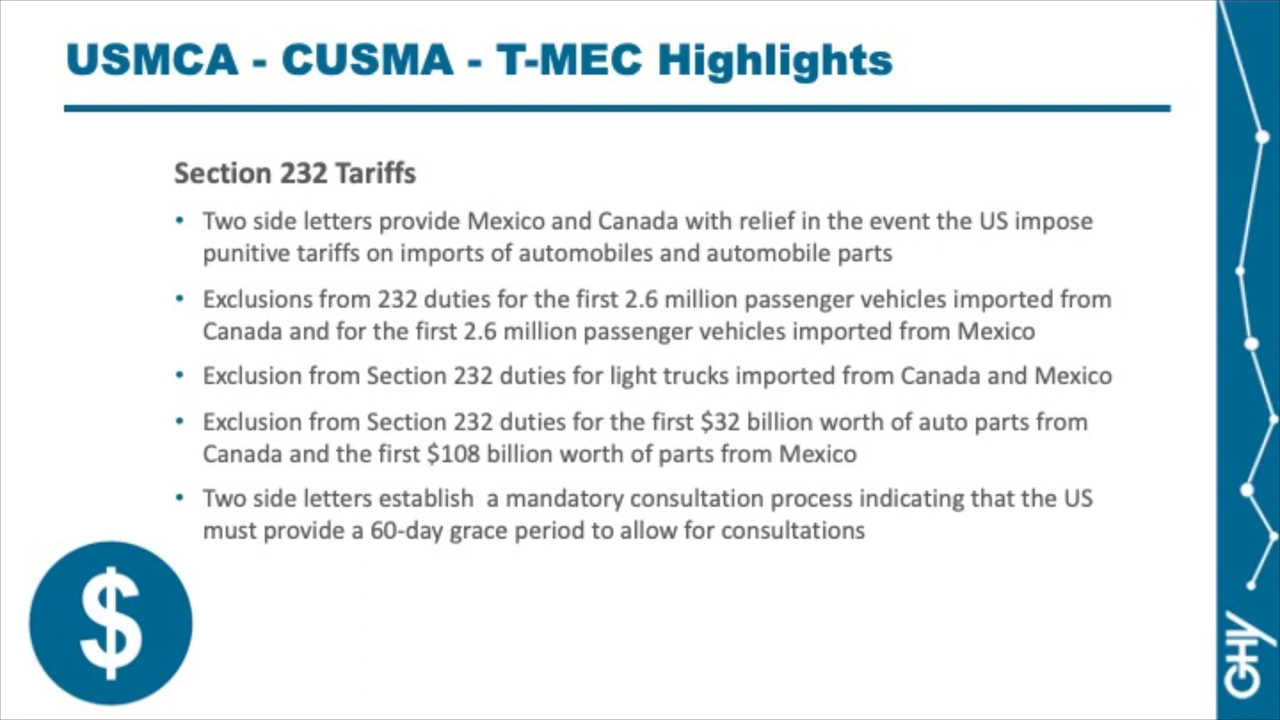 USMCA - CUSMA - T-MEC Highlights
Section 232 Tariffs
• Two side letters provide Mexico and Canada with relief in the event the US impose
punitive tariffs on imports of automobiles and automobile parts
• Exclusions from 232 duties for the first 2.6 million passenger vehicles imported from
Canada and for the first 2.6 million passenger vehicles imported from Mexico
• Exclusion from Section 232 duties for light trucks imported from Canada and Mexico
• Exclusion from Section 232 duties for the first $32 billion worth of auto parts from
Canada and the first $108 billion worth of parts from Mexico
• Two side letters establish  a mandatory consultation process indicating that the US
must provide a 60-day grace period to allow for consultations
$
GHY